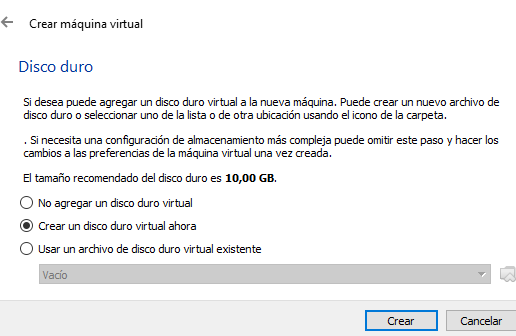 Crear máquina virtual
Disco duro
Si desea puede agregar un disco duro virtual a la nueva máquina. Puede crear un nuevo archivo de
disco duro o seleccionar uno de la lista o de otra ubicación usando el icono de la carpeta.
. Si necesita una configuración de almacenamiento más compleja puede omitir este paso y hacer los
cambios a las preferencias de la máquina virtual una vez creada.
El tamaño recomendado del disco duro es 10,00 GB.
No agregar un disco duro virtual
Crear un disco duro virtual ahora
Usar un archivo de disco duro virtual existente
Vacío
Crear
Cancelar